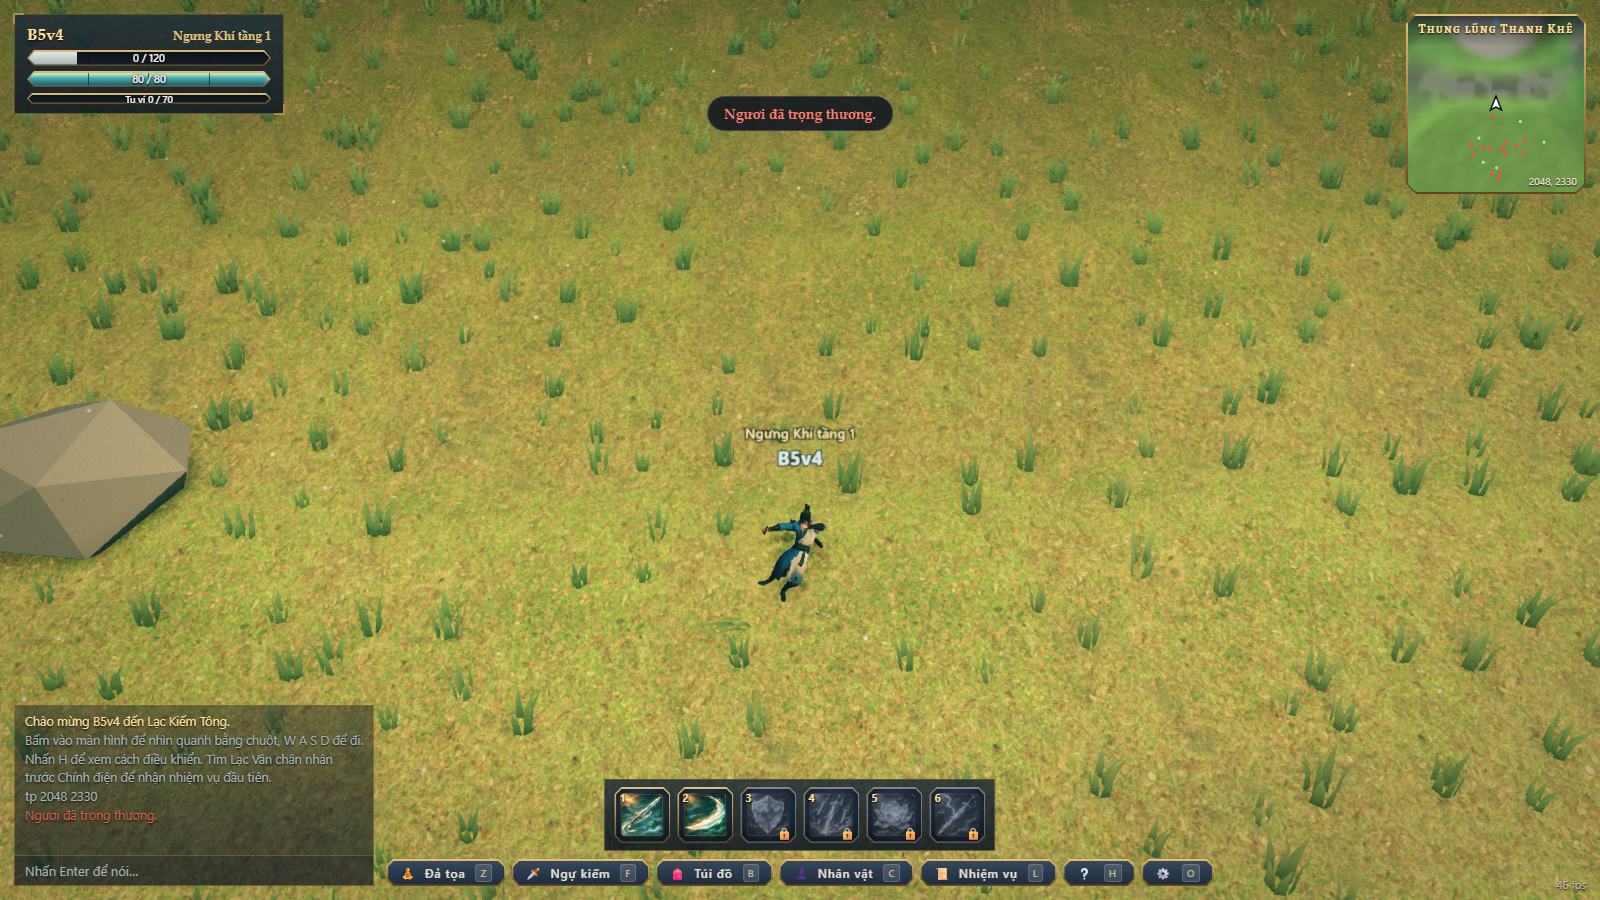 B5v4
Ngưng Khí tầng 1
0 / 120
80 / 80
Tu vi 0 / 70
Ngươi đã trọng thương.
Thung lũng Thanh Khê
2048, 2330
Ngưng Khí tầng 1
B5v4
Chào mừng B5v4 đến Lạc Kiếm Tông.
Bấm vào màn hình để nhìn quanh bằng chuột, W A S D để đi.
Nhấn H để xem cách điều khiển. Tìm Lạc Vân chân nhân
trước Chính điện để nhận nhiệm vụ đầu tiên.
tp 2048 2330
Ngươi đã trọng thương.
Nhấn Enter để nói...
1 2 3 4 5 6
Đả tọa Z Ngự kiếm F Túi đồ B Nhân vật C Nhiệm vụ L ? H O
46 fps